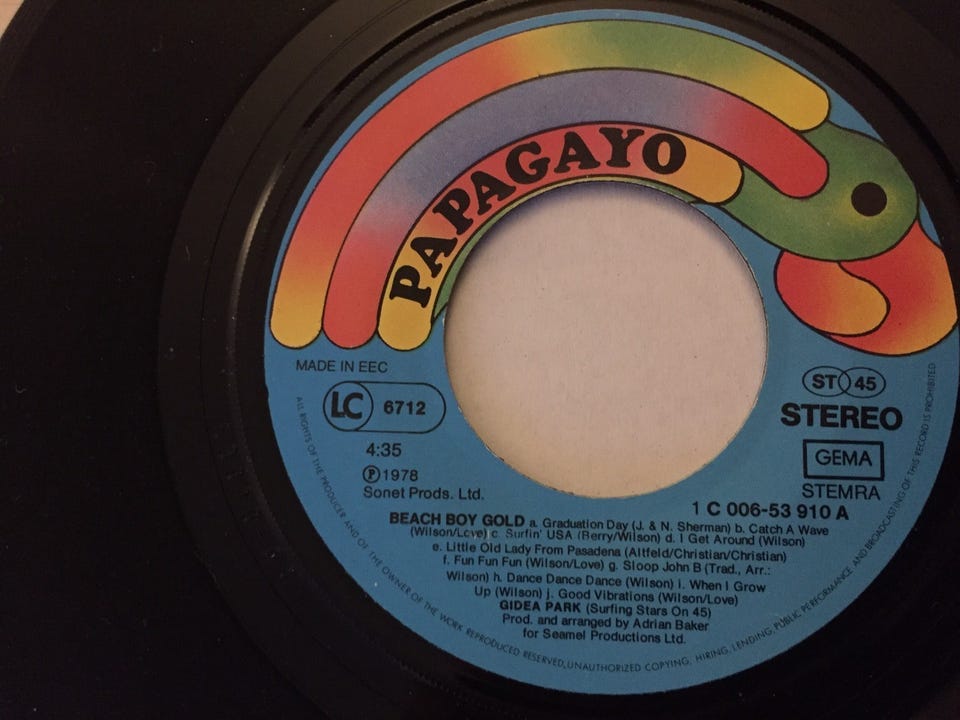 PAPAGAYO
MADE IN EEC
LC 6712
4:35
Ⓟ1978
Sonet Prods. Ltd.
ST 45
STEREO
GEMA
STEMRA
1 C 006-53 910 A
BEACH BOY GOLD a. Graduation Day (J. & N. Sherman) b. Catch A Wave
(Wilson/Love) c. Surfin' USA (Berry/Wilson) d. I Get Around (Wilson)
e. Little Old Lady From Pasadena (Altfeld/Christian/Christian)
f. Fun Fun Fun (Wilson/Love) g. Sloop John B (Trad., Arr.:
Wilson) h. Dance Dance Dance (Wilson) i. When I Grow
Up (Wilson) j. Good Vibrations (Wilson/Love)
GIDEA PARK (Surfing Stars On 45)
Prod. and arranged by Adrian Baker
for Seamel Productions Ltd.
ALL RIGHTS OF THE PRODUCER AND OF THE OWNER OF THE WORK REPRODUCED RESERVED, UNAUTHORIZED COPYING, HIRING, LENDING, PUBLIC PERFORMANCE AND BROADCASTING OF THIS RECORD IS PROHIBITED